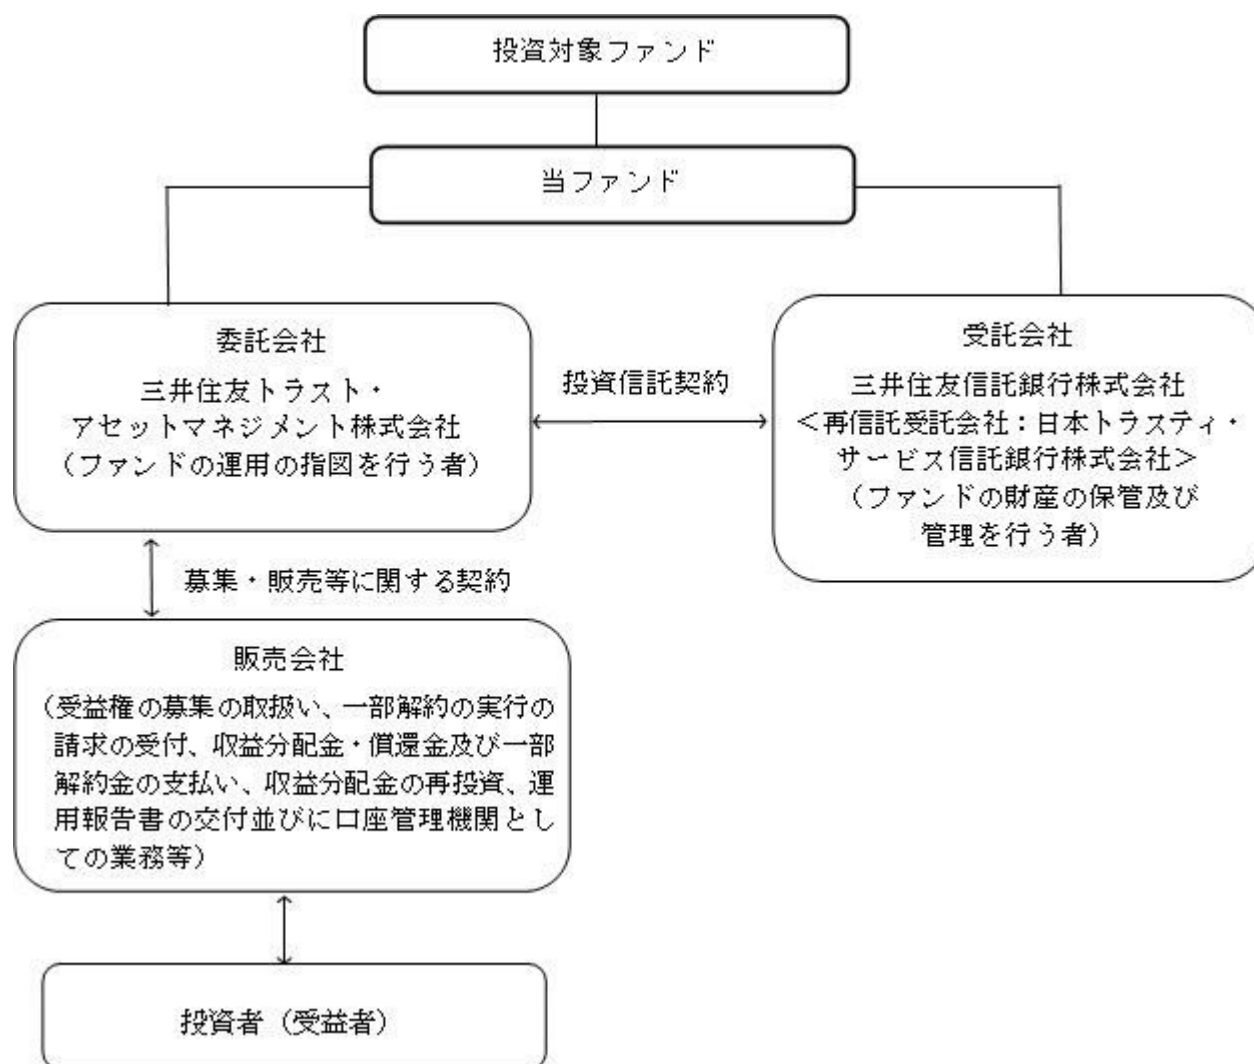 投資対象ファンド
当ファンド
委託会社
三井住友トラスト・
アセットマネジメント株式会社
（ファンドの運用の指図を行う者）
投資信託契約
受託会社
三井住友信託銀行株式会社
＜再信託受託会社：日本トラスティ・
サービス信託銀行株式会社＞
（ファンドの財産の保管及び
管理を行う者）
募集・販売等に関する契約
販売会社
（受益権の募集の取扱い、一部解約の実行の
請求の受付、収益分配金・償還金及び一部
解約金の支払い、収益分配金の再投資、運
用報告書の交付並びに口座管理機関とし
ての業務等）
投資者（受益者）